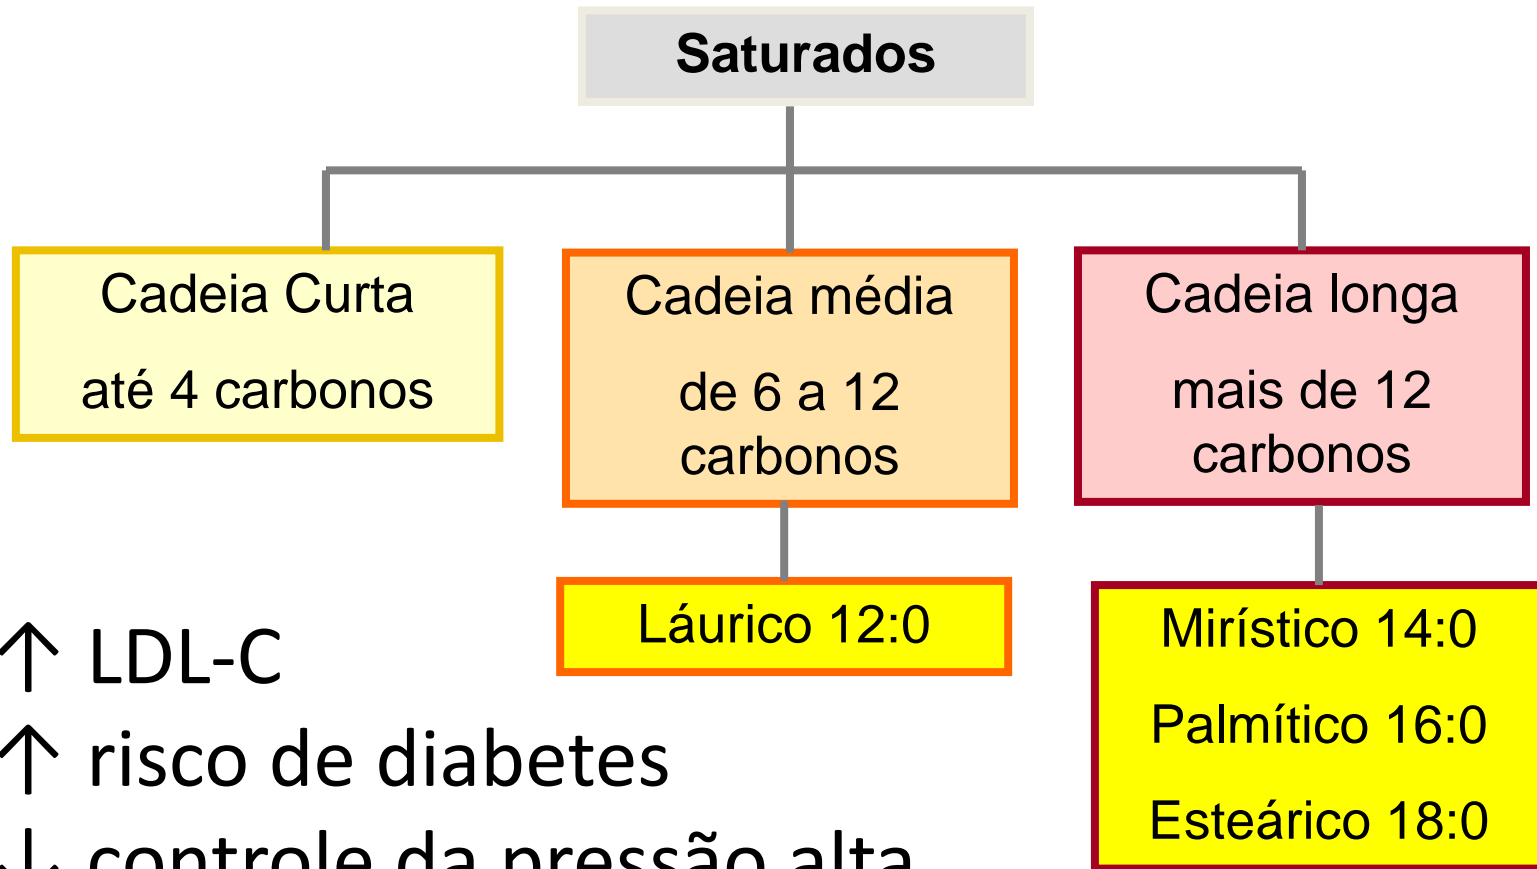 Saturados
Cadeia Curta
até 4 carbonos
Cadeia média
de 6 a 12
carbonos
Cadeia longa
mais de 12
carbonos
Láurico 12:0
Mirístico 14:0
Palmítico 16:0
Esteárico 18:0
↑ LDL-C
↑ risco de diabetes
↓ controle da pressão alta